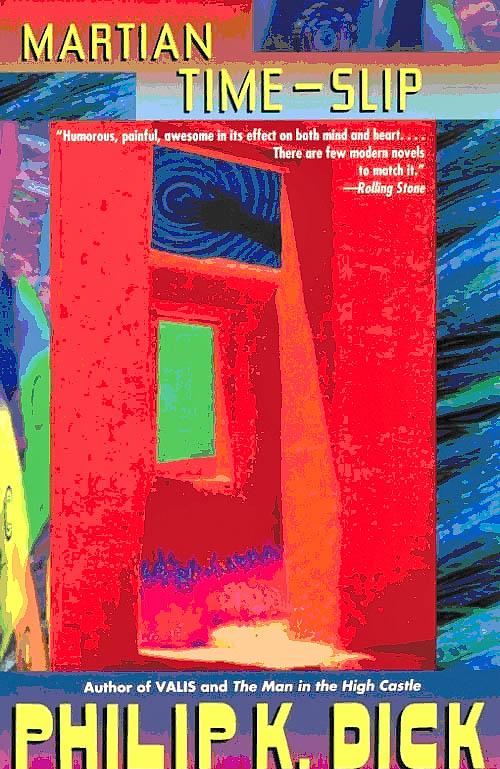 MARTIAN
TIME–SLIP
"Humorous, painful, awesome in its effect on both mind and heart. . . .
There are few modern novels
to match it."
—Rolling Stone
Author of VALIS and The Man in the High Castle
PHILIP K. DICK